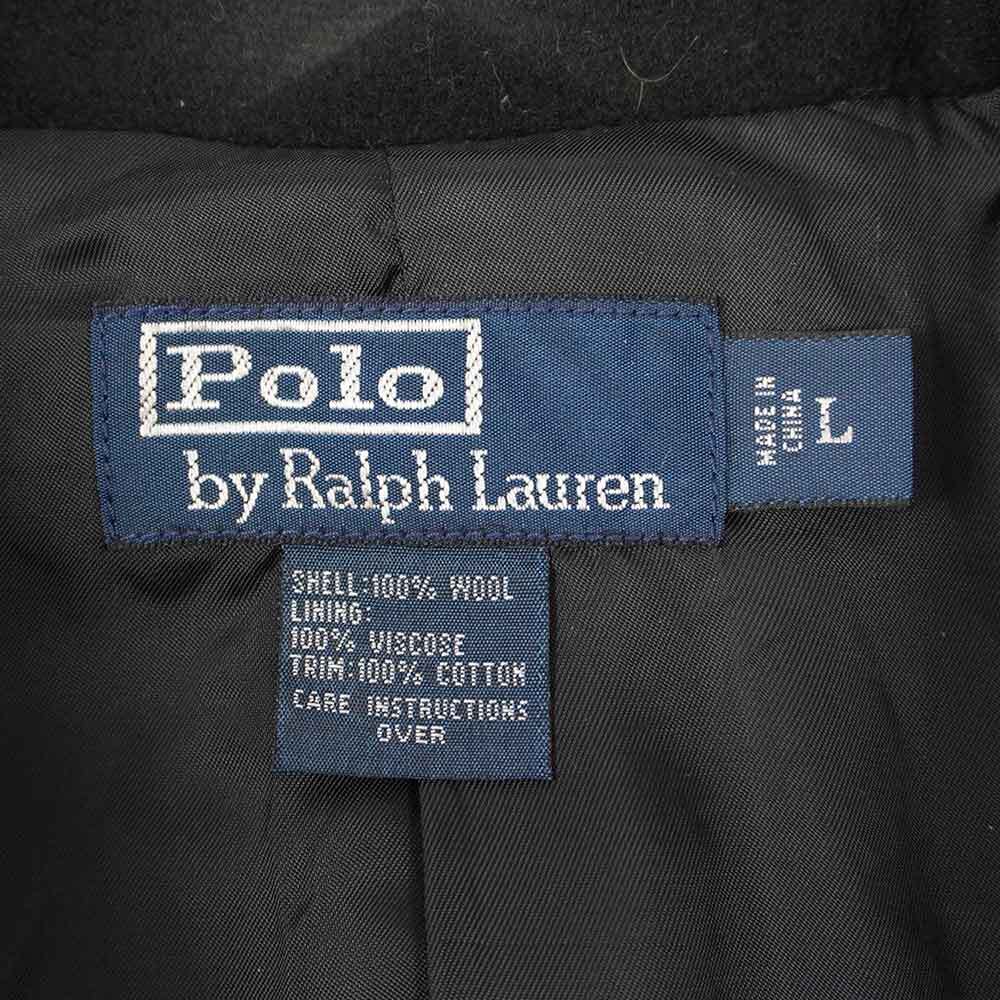 Polo
by Ralph Lauren
MADE IN
CHINA
L
SHELL:100% WOOL
LINING:
100% VISCOSE
TRIM:100% COTTON
CARE INSTRUCTIONS
OVER